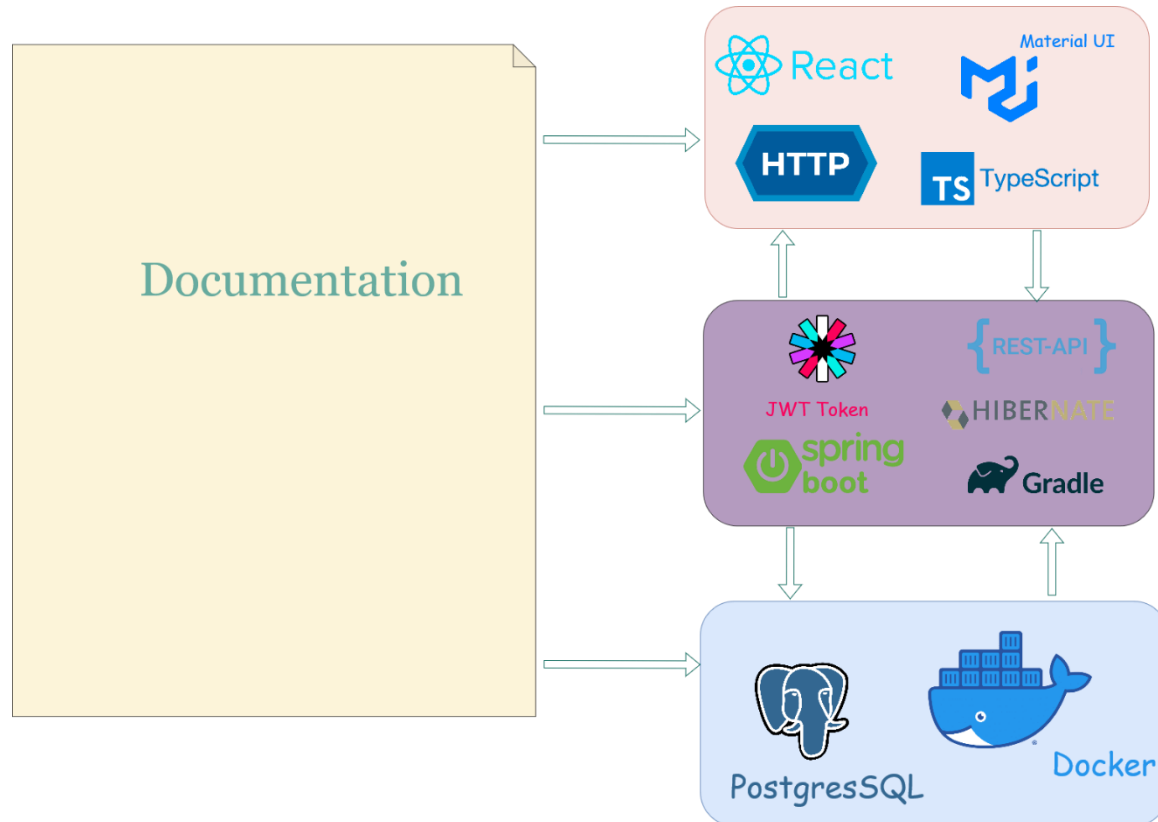 Documentation
React
Material UI
HTTP
TS TypeScript
JWT Token
{REST-API}
HIBERNATE
spring
boot
Gradle
PostgresSQL
Docker